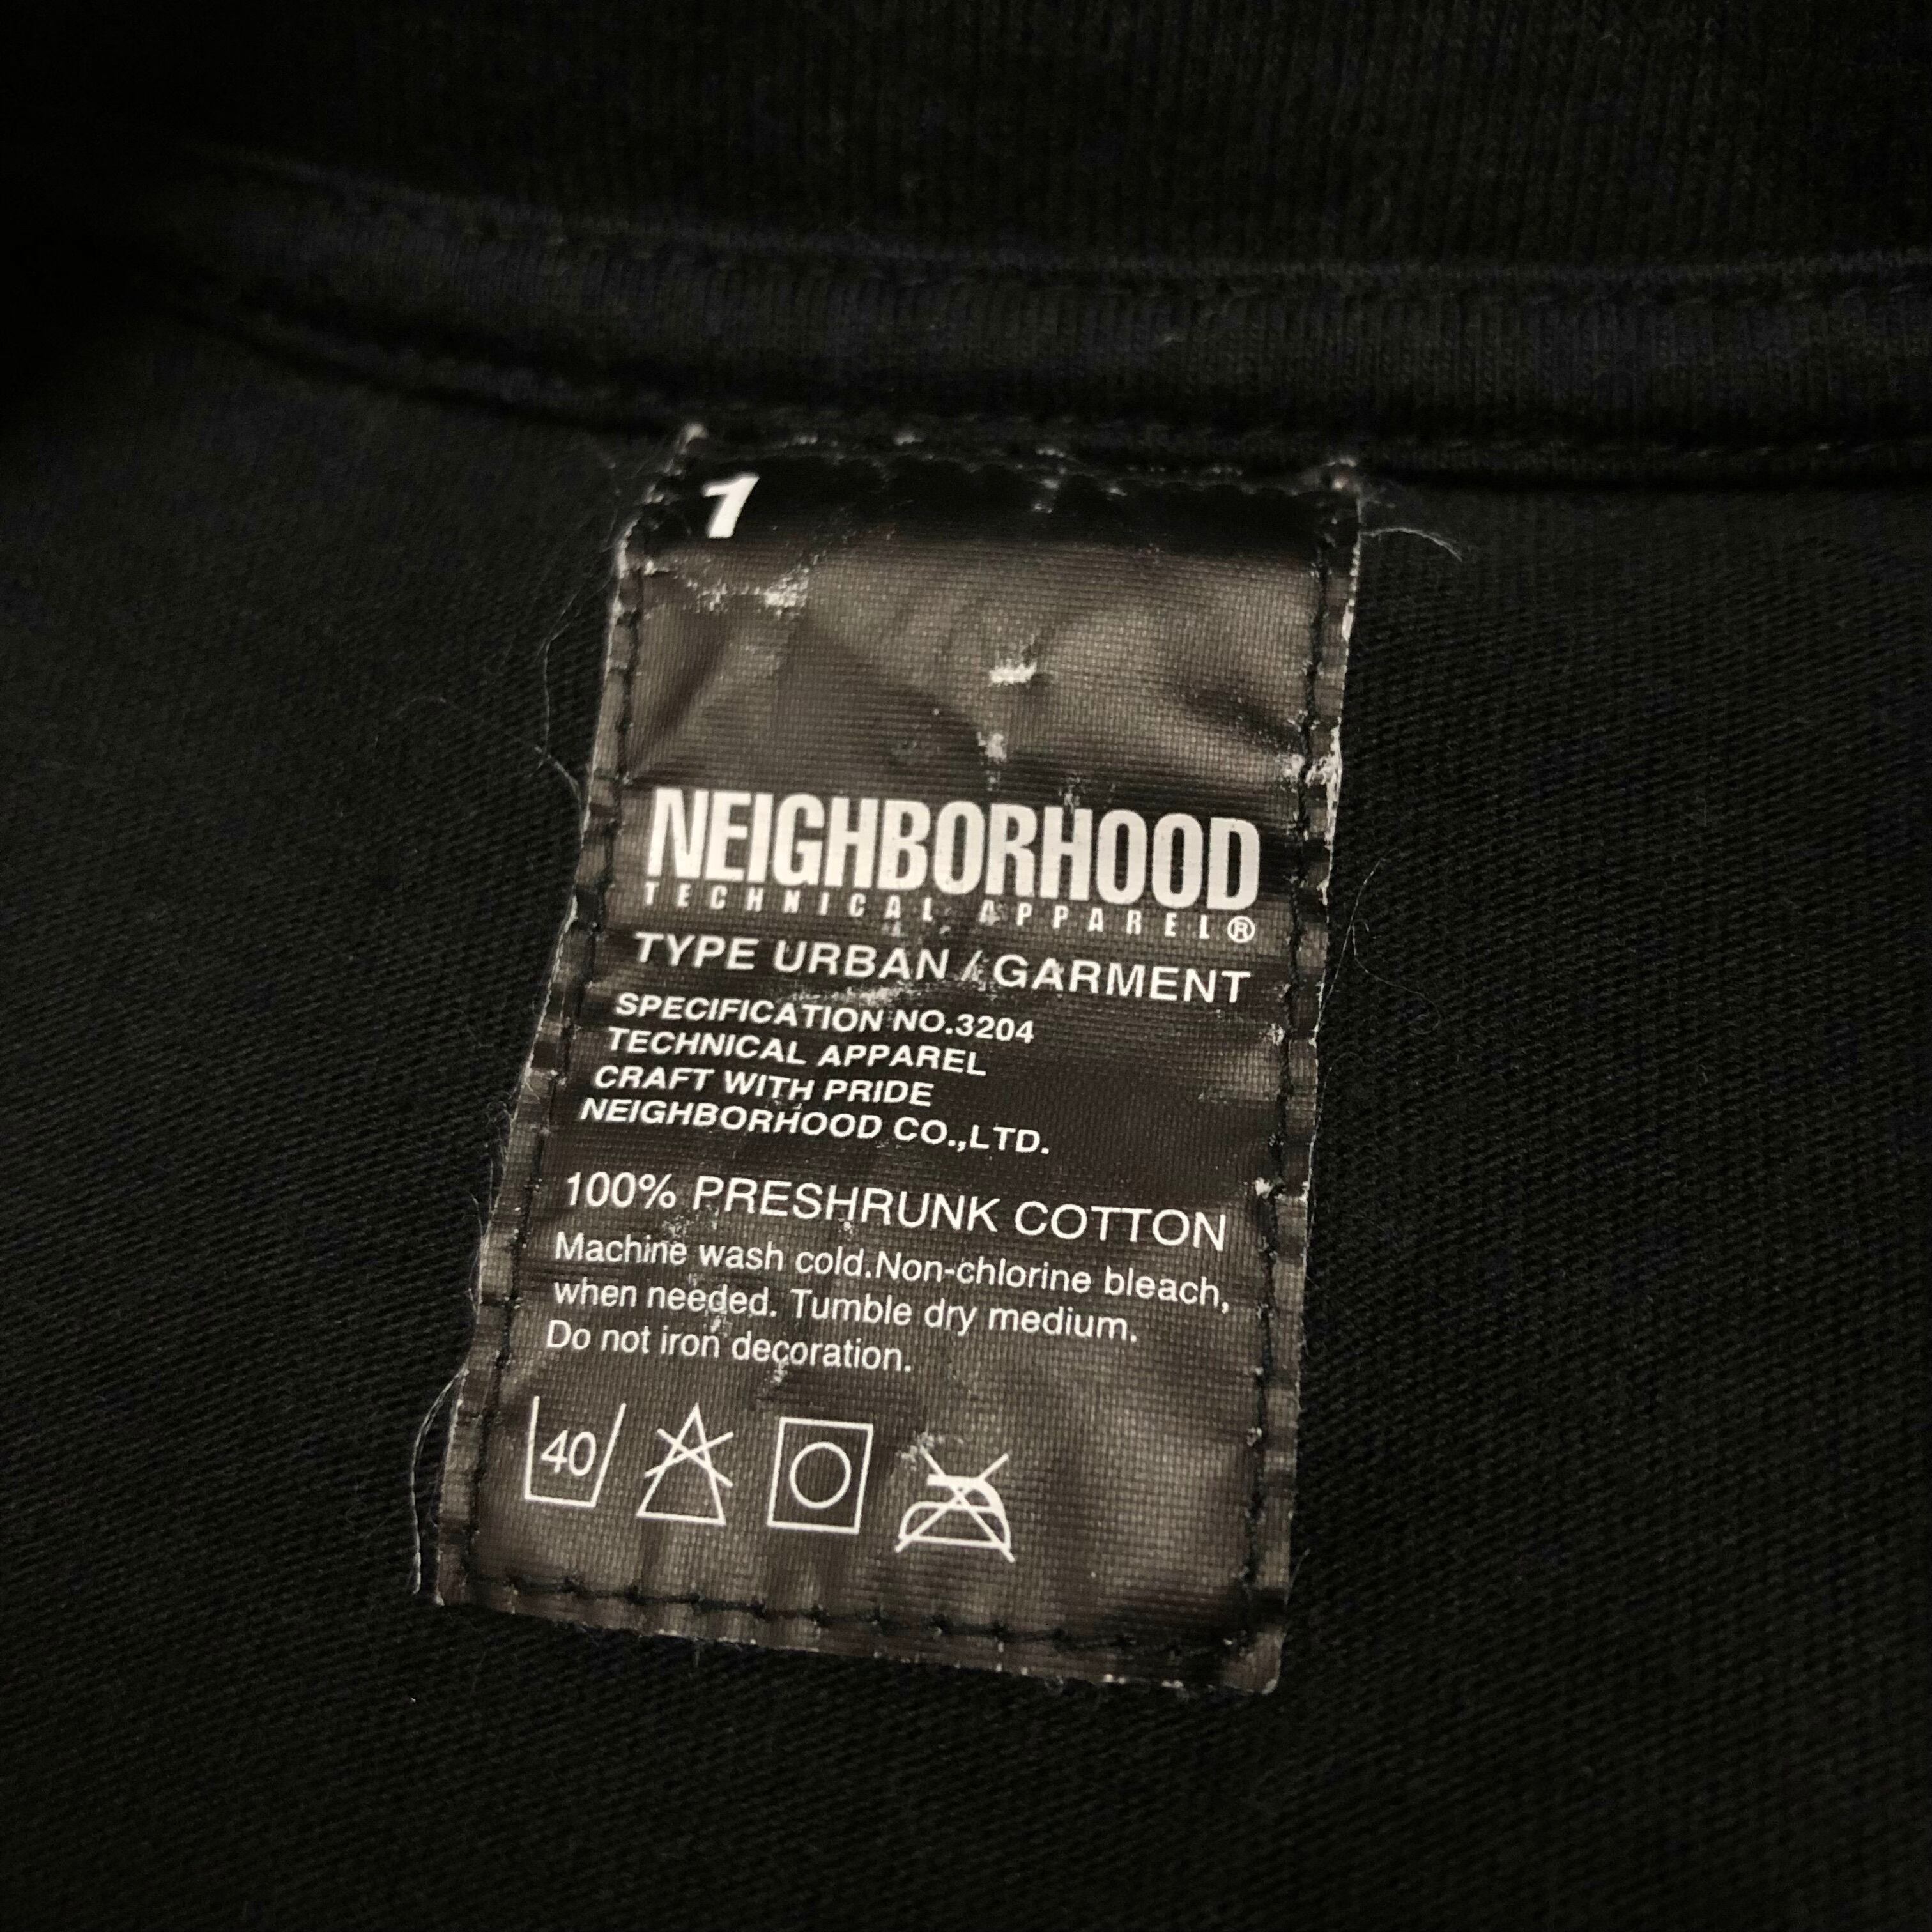 1
NEIGHBORHOOD
TECHNICAL APPAREL®
TYPE URBAN / GARMENT
SPECIFICATION NO.3204
TECHNICAL APPAREL
CRAFT WITH PRIDE
NEIGHBORHOOD CO.,LTD.
100% PRESHRUNK COTTON
Machine wash cold.Non-chlorine bleach,
when needed. Tumble dry medium.
Do not iron decoration.
40